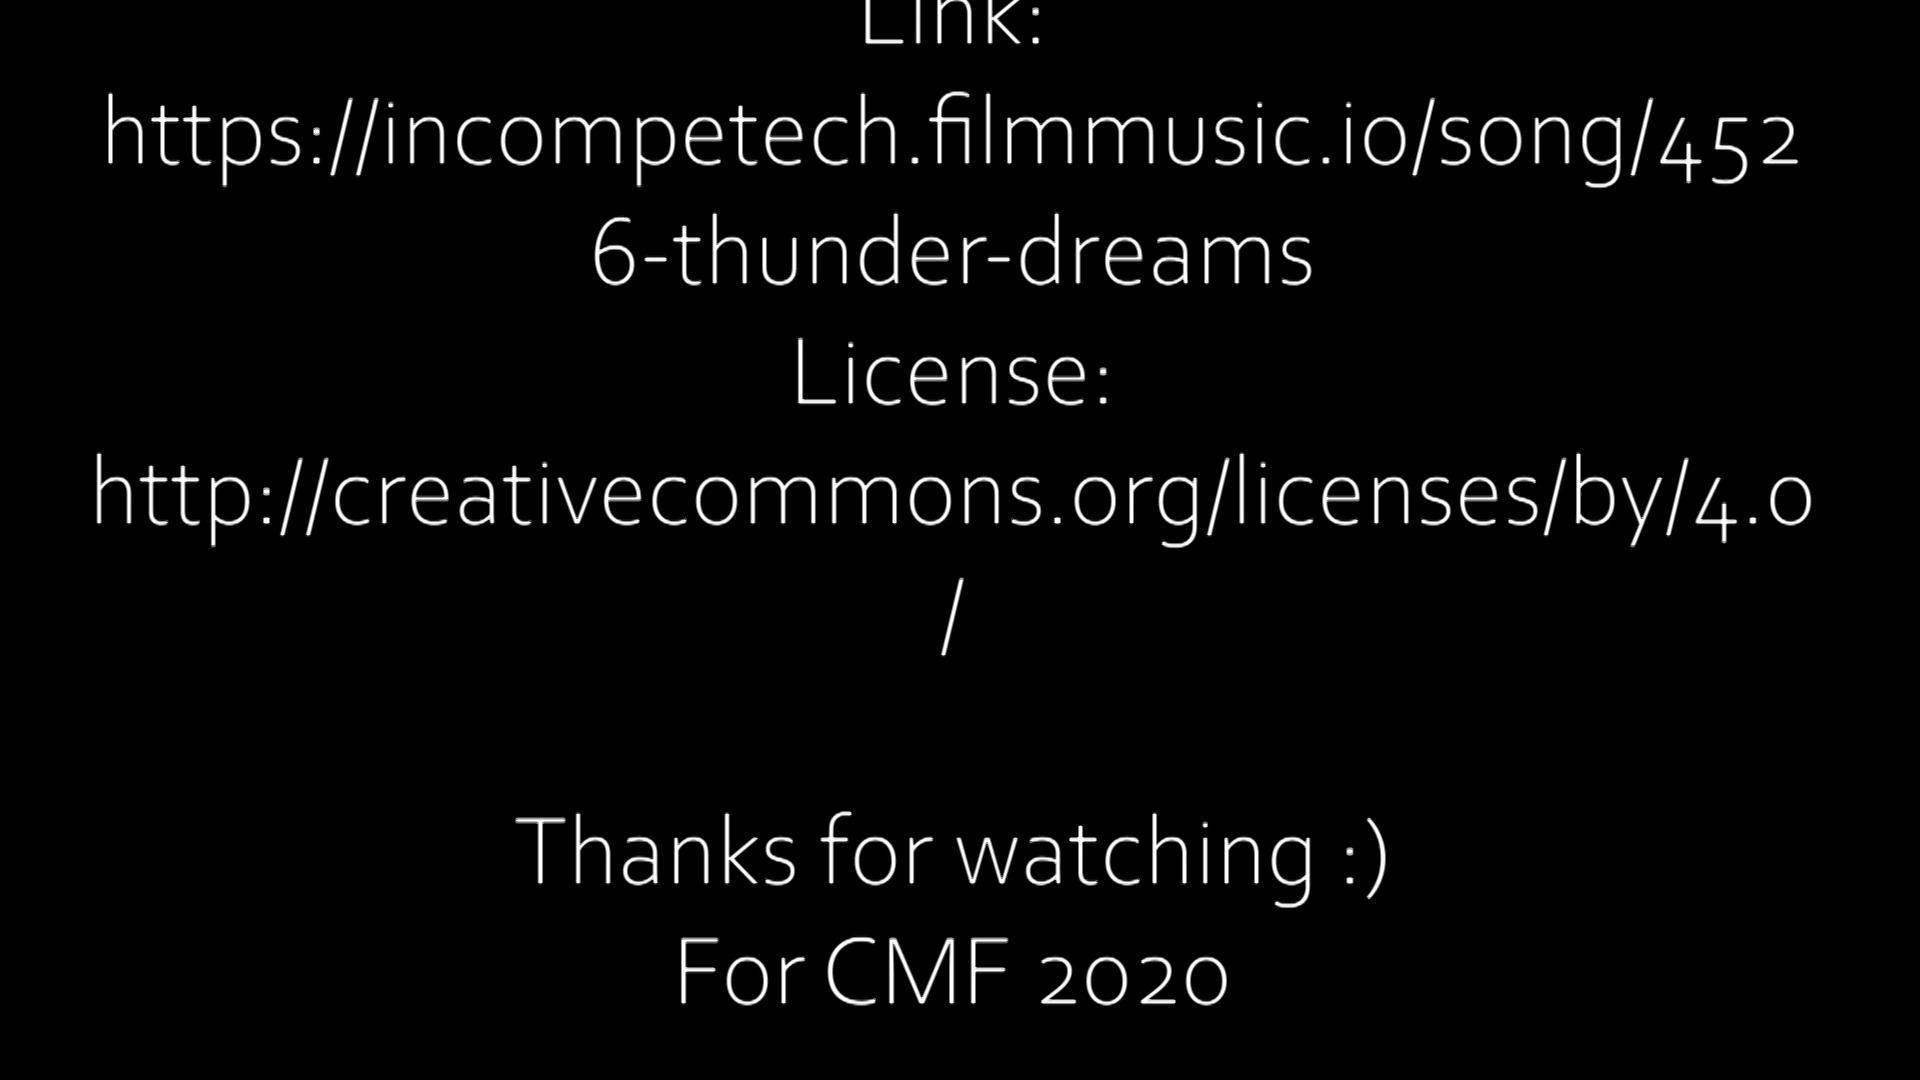 Link:
https://incompetech.filmmusic.io/song/452
6-thunder-dreams
License:
http://creativecommons.org/licenses/by/4.0
/
Thanks for watching :)
For CMF 2020